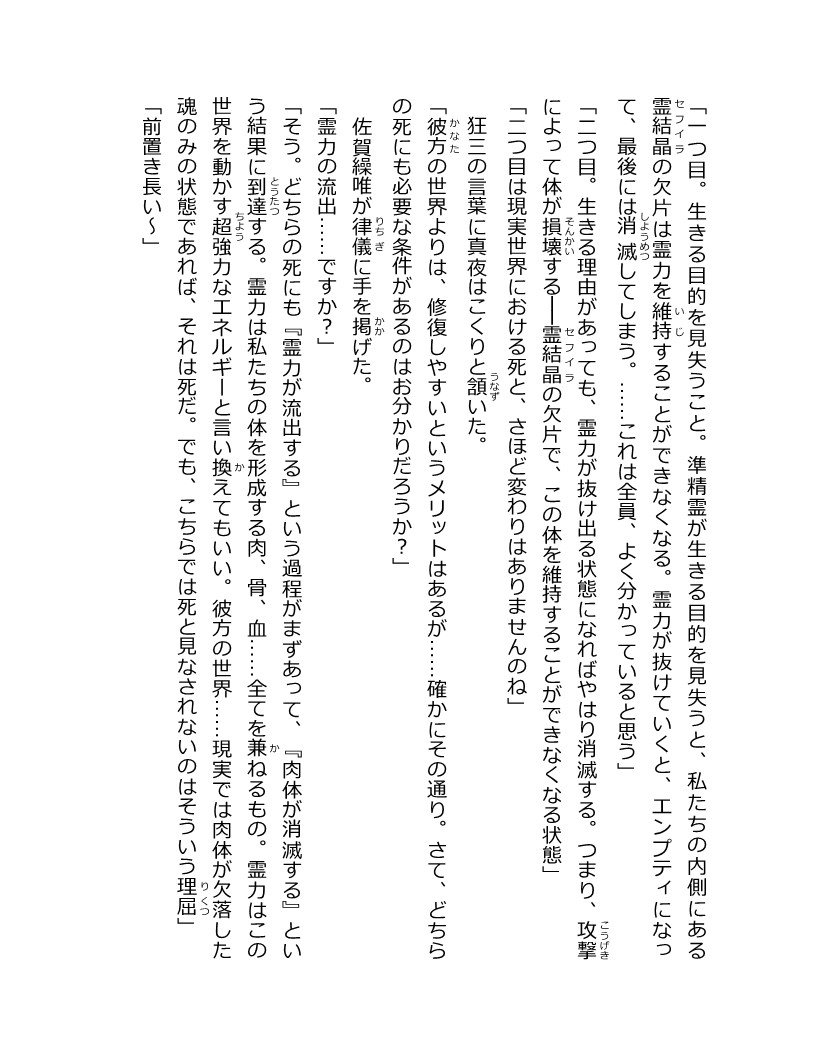 「一つ目。生きる目的を見失うこと。準精霊が生きる目的を見失うと、私たちの内側にある
霊結晶の欠片は霊力を維持することができなくなる。霊力が抜けていくと、エンプティになっ
て、最後には消滅してしまう。……これは全員、よく分かっていると思う」
「二つ目。生きる理由があっても、霊力が抜け出る状態になればやはり消滅する。つまり、攻撃
によって体が損壊する──霊結晶の欠片で、この体を維持することができなくなる状態」
「二つ目は現実世界における死と、さほど変わりはありませんのね」
狂三の言葉に真夜はこくりと頷いた。
「彼方の世界よりは、修復しやすいというメリットはあるが……確かにその通り。さて、どちら
の死にも必要な条件があるのはお分かりだろうか？」
佐賀繰唯が律儀に手を掲げた。
「霊力の流出……ですか？」
「そう。どちらの死にも『霊力が流出する』という過程がまずあって、『肉体が消滅する』とい
う結果に到達する。霊力は私たちの体を形成する肉、骨、血……全てを兼ねるもの。霊力はこの
世界を動かす超強力なエネルギーと言い換えてもいい。彼方の世界……現実では肉体が欠落した
魂のみの状態であれば、それは死だ。でも、こちらでは死と見なされないのはそういう理屈」
「前置き長い～」